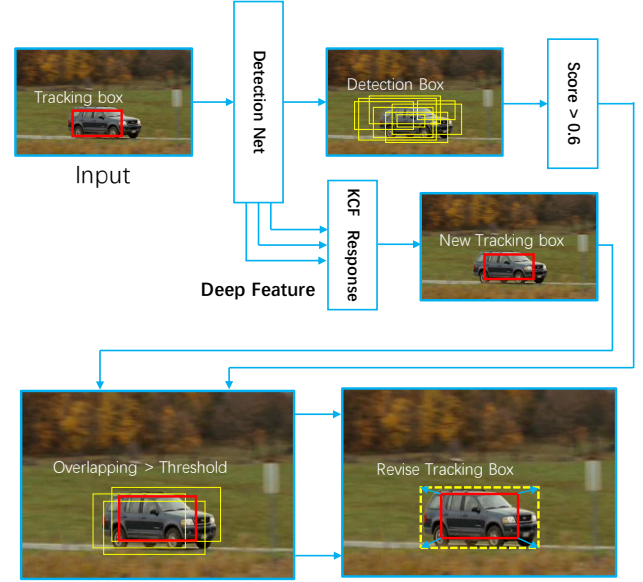 Tracking box
Input
Detection Net
Detection Box
Score > 0.6
Deep Feature
KCF Response
New Tracking box
Overlapping > Threshold
Revise Tracking Box